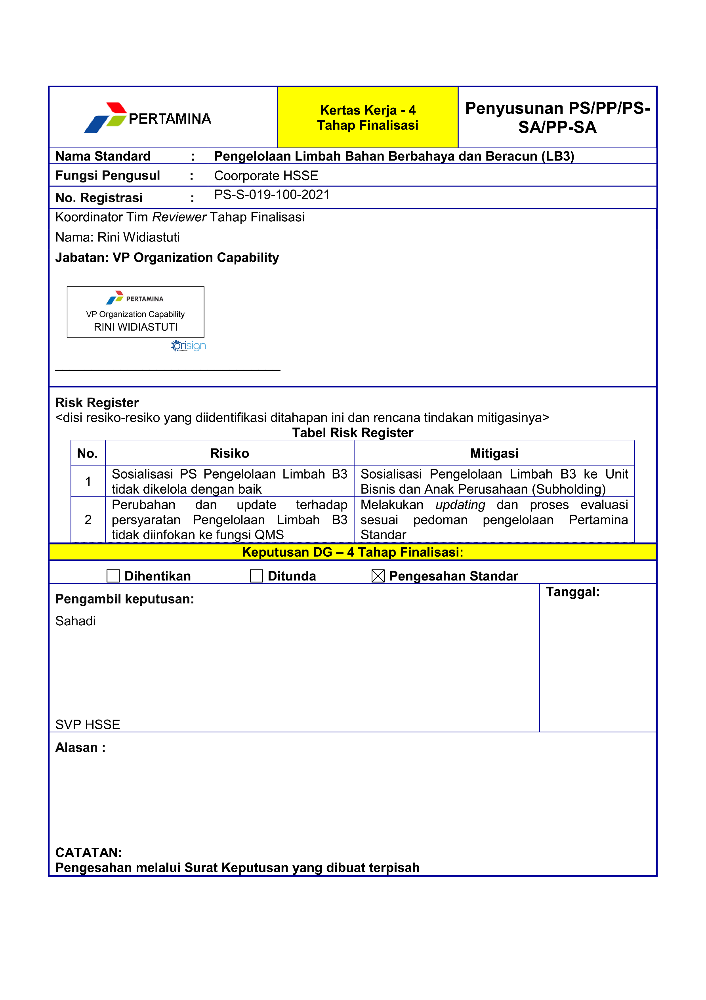 PERTAMINA
Kertas Kerja - 4
Tahap Finalisasi
Penyusunan PS/PP/PS-
SA/PP-SA
Nama Standard : Pengelolaan Limbah Bahan Berbahaya dan Beracun (LB3)
Fungsi Pengusul : Coorporate HSSE
No. Registrasi : PS-S-019-100-2021
Koordinator Tim Reviewer Tahap Finalisasi
Nama: Rini Widiastuti
Jabatan: VP Organization Capability
PERTAMINA
VP Organization Capability
RINI WIDIASTUTI
orisign
Risk Register
<disi resiko-resiko yang diidentifikasi ditahapan ini dan rencana tindakan mitigasinya>
Tabel Risk Register
No. Risiko Mitigasi
1
Sosialisasi PS Pengelolaan Limbah B3
tidak dikelola dengan baik
Sosialisasi Pengelolaan Limbah B3 ke Unit
Bisnis dan Anak Perusahaan (Subholding)
2
Perubahan dan update terhadap
persyaratan Pengelolaan Limbah B3
tidak diinfokan ke fungsi QMS
Melakukan updating dan proses evaluasi
sesuai pedoman pengelolaan Pertamina
Standar
Keputusan DG – 4 Tahap Finalisasi:
☐ Dihentikan ☐ Ditunda ☒ Pengesahan Standar
Pengambil keputusan:
Tanggal:
Sahadi
SVP HSSE
Alasan :
CATATAN:
Pengesahan melalui Surat Keputusan yang dibuat terpisah